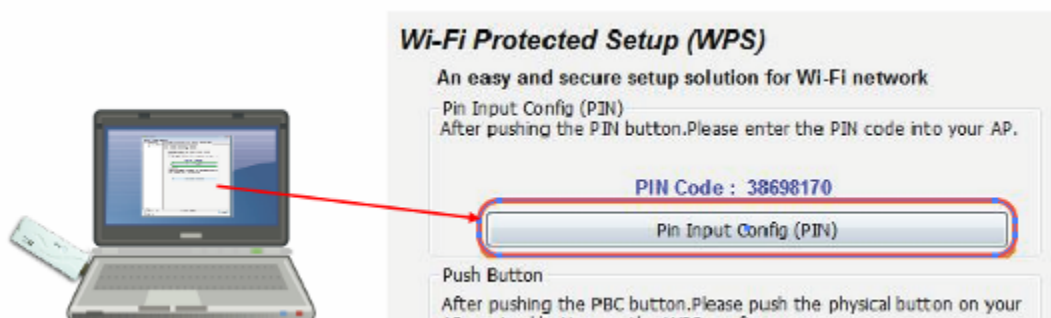 Wi-Fi Protected Setup (WPS)
An easy and secure setup solution for Wi-Fi network
Pin Input Config (PIN)
After pushing the PIN button.Please enter the PIN code into your AP.
PIN Code : 38698170
Pin Input Config (PIN)
Push Button
After pushing the PBC button.Please push the physical button on your